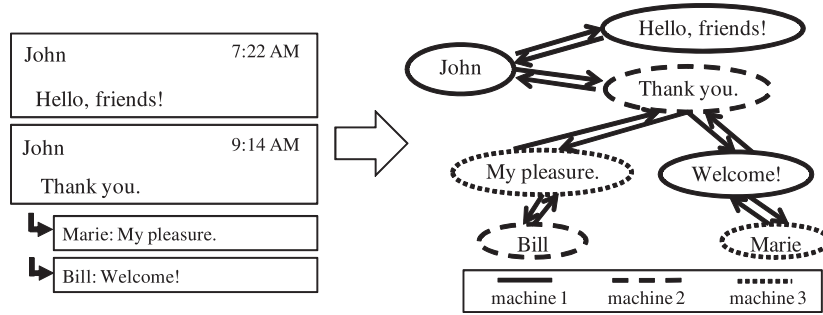 John 7:22 AM
Hello, friends!
John 9:14 AM
Thank you.
Marie: My pleasure.
Bill: Welcome!
Hello, friends!
John
Thank you.
My pleasure.
Welcome!
Bill
Marie
machine 1 machine 2 machine 3